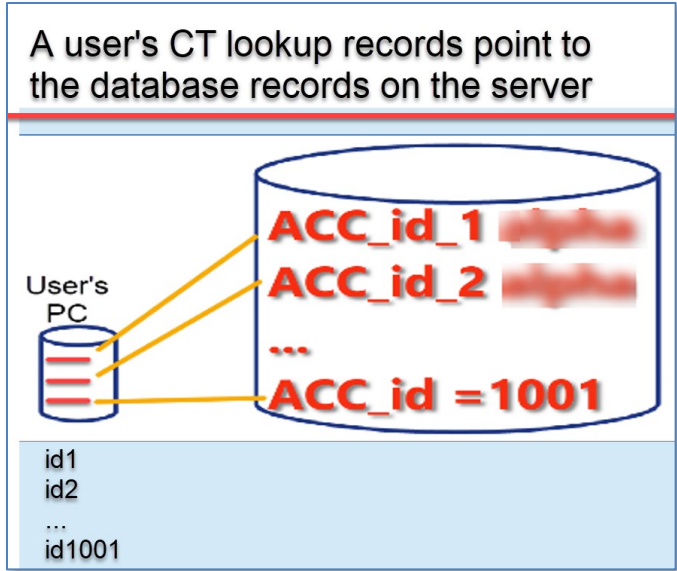 A user's CT lookup records point to
the database records on the server
User's
PC
ACC_id_1
ACC_id_2
...
ACC_id =1001
id1
id2
...
id1001